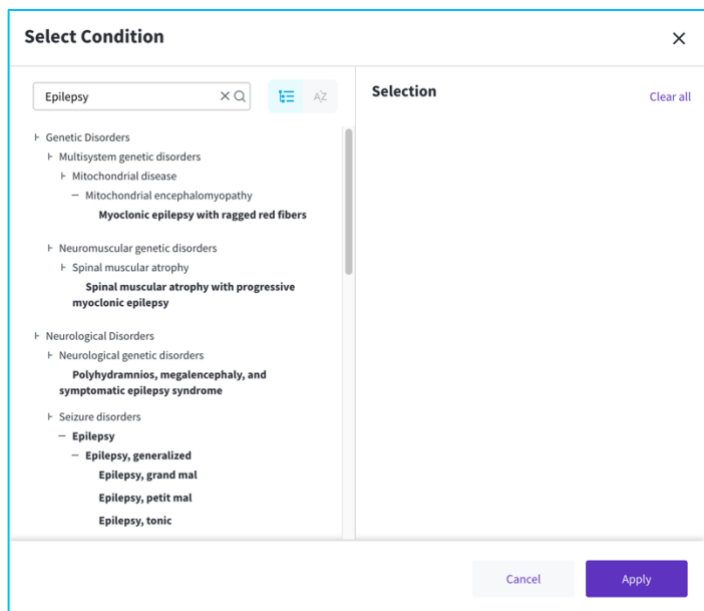 Select Condition
Epilepsy
AZ
Genetic Disorders
Multisystem genetic disorders
Mitochondrial disease
Mitochondrial encephalomyopathy
Myoclonic epilepsy with ragged red fibers
Neuromuscular genetic disorders
Spinal muscular atrophy
Spinal muscular atrophy with progressive
myoclonic epilepsy
Neurological Disorders
Neurological genetic disorders
Polyhydramnios, megalencephaly, and
symptomatic epilepsy syndrome
Seizure disorders
Epilepsy
Epilepsy, generalized
Epilepsy, grand mal
Epilepsy, petit mal
Epilepsy, tonic
Selection
Clear all
Cancel
Apply